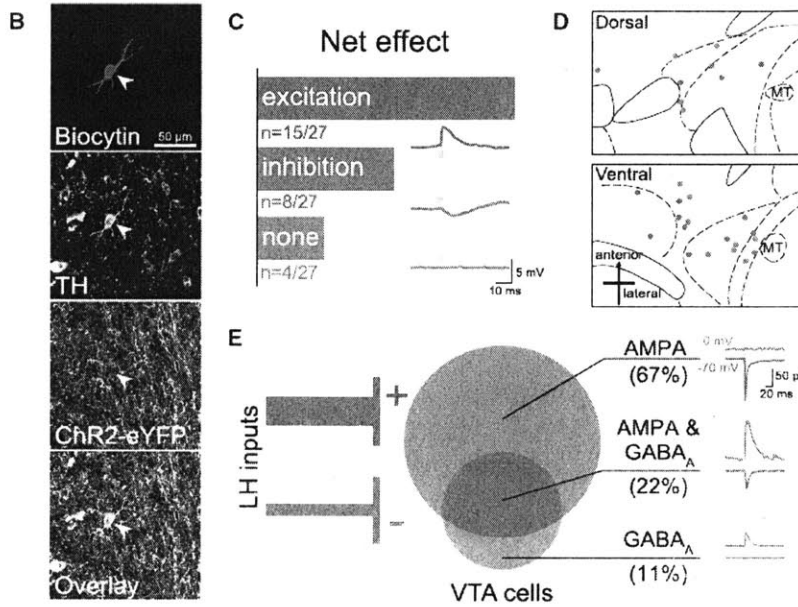 B
Biocytin
50 µm
TH
ChR2-eYFP
Overlay
C
Net effect
excitation
n=15/27
inhibition
n=8/27
none
n=4/27
5 mV
10 ms
D
Dorsal
MT
Ventral
MT
anterior
lateral
E
LH inputs
+
−
VTA cells
AMPA
(67%)
0 mV
-70 mV
20 ms
AMPA &
GABA_A
(22%)
GABA_A
(11%)